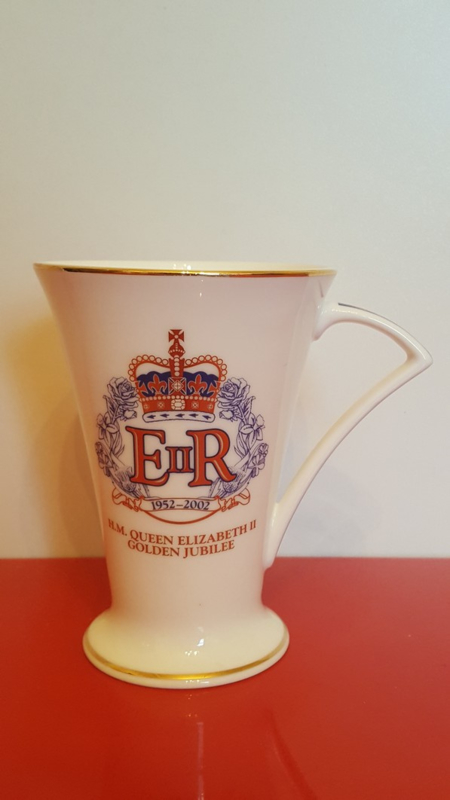 EIIR
1952-2002
H.M. QUEEN ELIZABETH II
GOLDEN JUBILEE